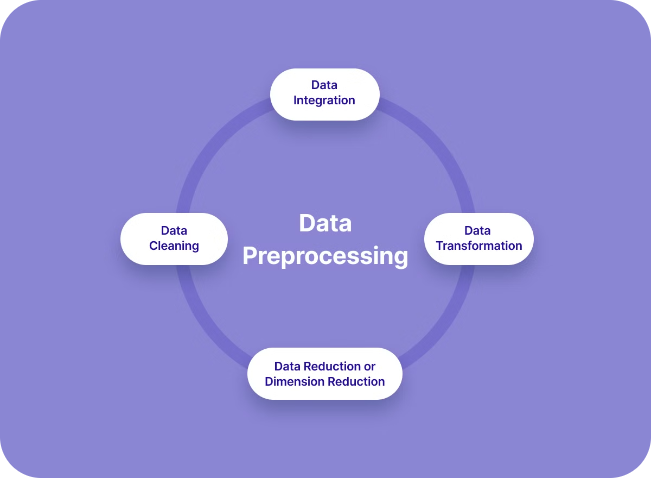 Data
Integration
Data
Cleaning
Data
Preprocessing
Data
Transformation
Data Reduction or
Dimension Reduction